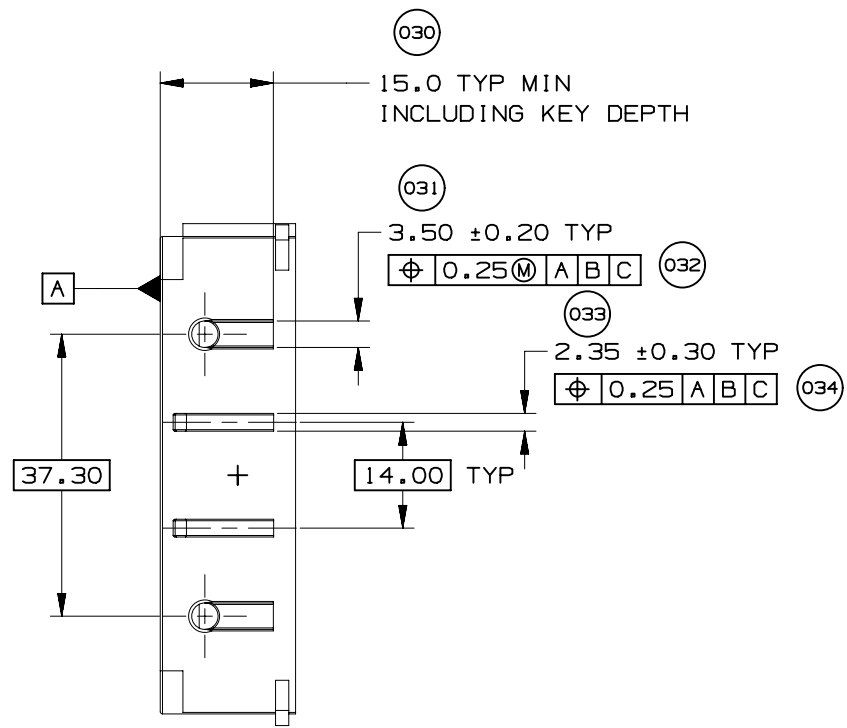 030
15.0 TYP MIN
INCLUDING KEY DEPTH
031
3.50 ±0.20 TYP
⌖ 0.25Ⓜ A B C 032
A
033
2.35 ±0.30 TYP
⌖ 0.25 A B C 034
37.30
14.00 TYP